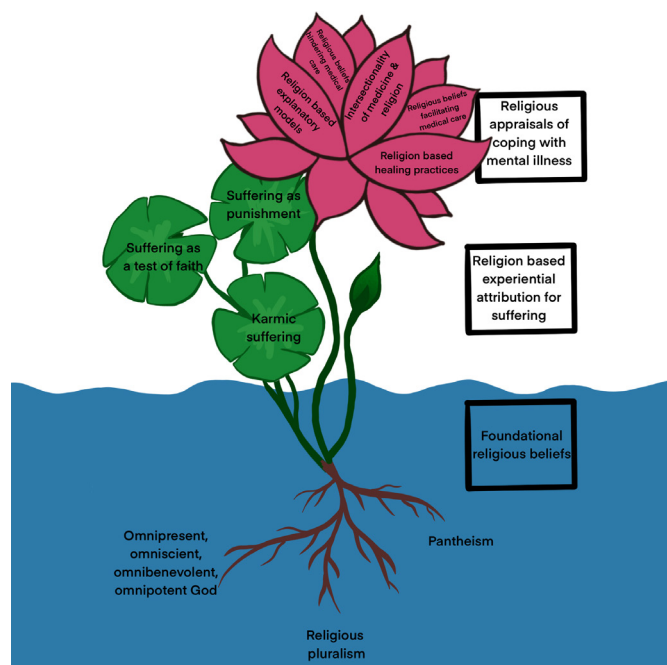 Religious beliefs
hindering medical
care
Religion based
explanatory
models
Intersectionality
of medicine &
religion
Religious beliefs
facilitating
medical care
Religion based
healing practices
Religious
appraisals of
coping with
mental illness
Suffering as
punishment
Suffering as
a test of faith
Karmic
suffering
Religion based
experiential
attribution for
suffering
Foundational
religious beliefs
Omnipresent,
omniscient,
omnibenevolent,
omnipotent God
Pantheism
Religious
pluralism